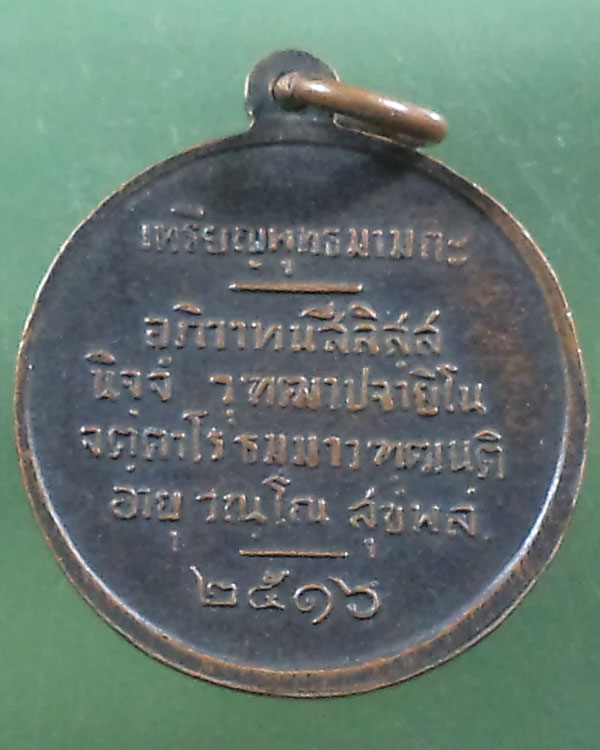 เหรียญพุทธมามกะ
อภิวาทนสีลิสฺส
นิจจํ วุฑฒาปจายิโน
จตฺตาโร ธมมาวฑฒนติ
อายุ วณฺโณ สุขํพลํ
๒๕๑๖